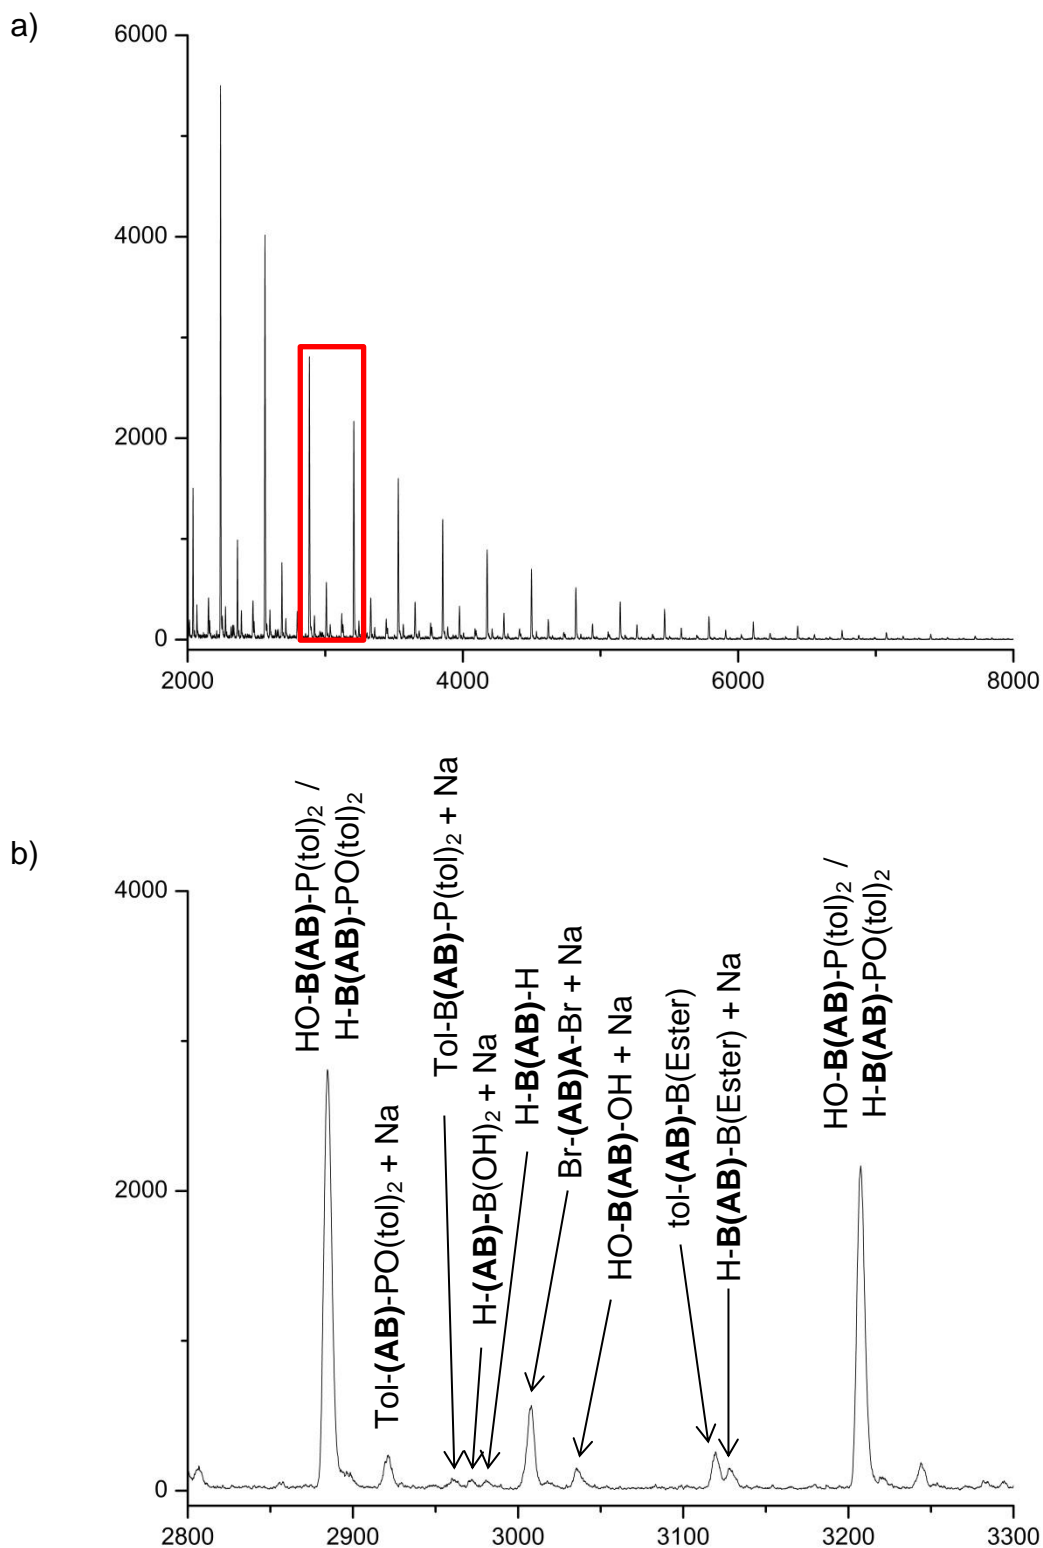 a)
6000
4000
2000
0
2000
4000
6000
8000
b)
HO-B(AB)-P(tol)₂ /
H-B(AB)-PO(tol)₂
Tol-(AB)-PO(tol)₂ + Na
Tol-B(AB)-P(tol)₂ + Na
H-(AB)-B(OH)₂ + Na
H-B(AB)-H
Br-(AB)A-Br + Na
HO-B(AB)-OH + Na
tol-(AB)-B(Ester)
H-B(AB)-B(Ester) + Na
HO-B(AB)-P(tol)₂ /
H-B(AB)-PO(tol)₂
4000
2000
0
2800
2900
3000
3100
3200
3300